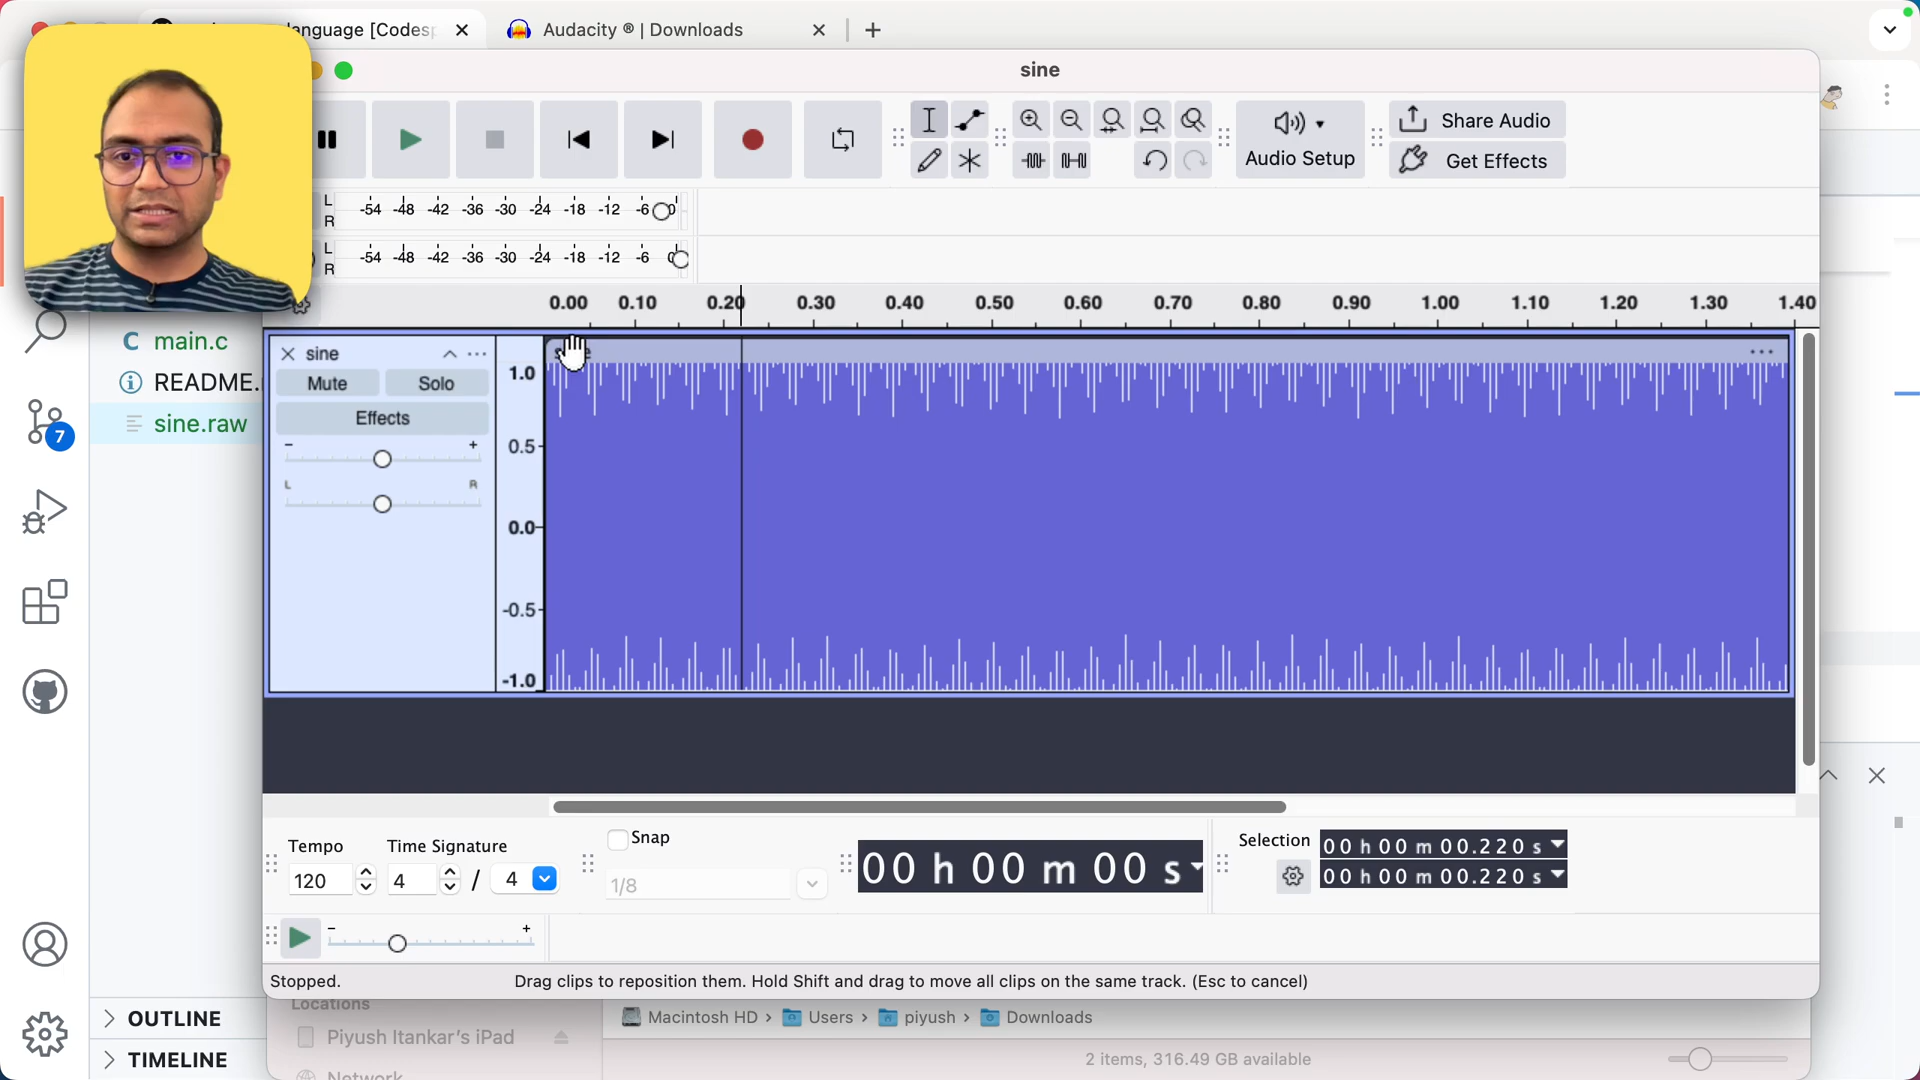 language [Codesp
Audacity ® | Downloads
sine
Audio Setup
Share Audio
Get Effects
L
R
-54 -48 -42 -36 -30 -24 -18 -12 -6 0
L
R
-54 -48 -42 -36 -30 -24 -18 -12 -6
0.00 0.10 0.20 0.30 0.40 0.50 0.60 0.70 0.80 0.90 1.00 1.10 1.20 1.30 1.40
main.c
README.
sine.raw
7
sine
Mute Solo
Effects
- +
L R
1.0
0.5
0.0
-0.5
-1.0
Tempo
120
Time Signature
4 / 4
Snap
1/8
00 h 00 m 00 s
Selection
00 h 00 m 00.220 s
00 h 00 m 00.220 s
- +
Stopped.
Drag clips to reposition them. Hold Shift and drag to move all clips on the same track. (Esc to cancel)
OUTLINE
TIMELINE
Locations
Piyush Itankar's iPad
Network
Macintosh HD › Users › piyush › Downloads
2 items, 316.49 GB available